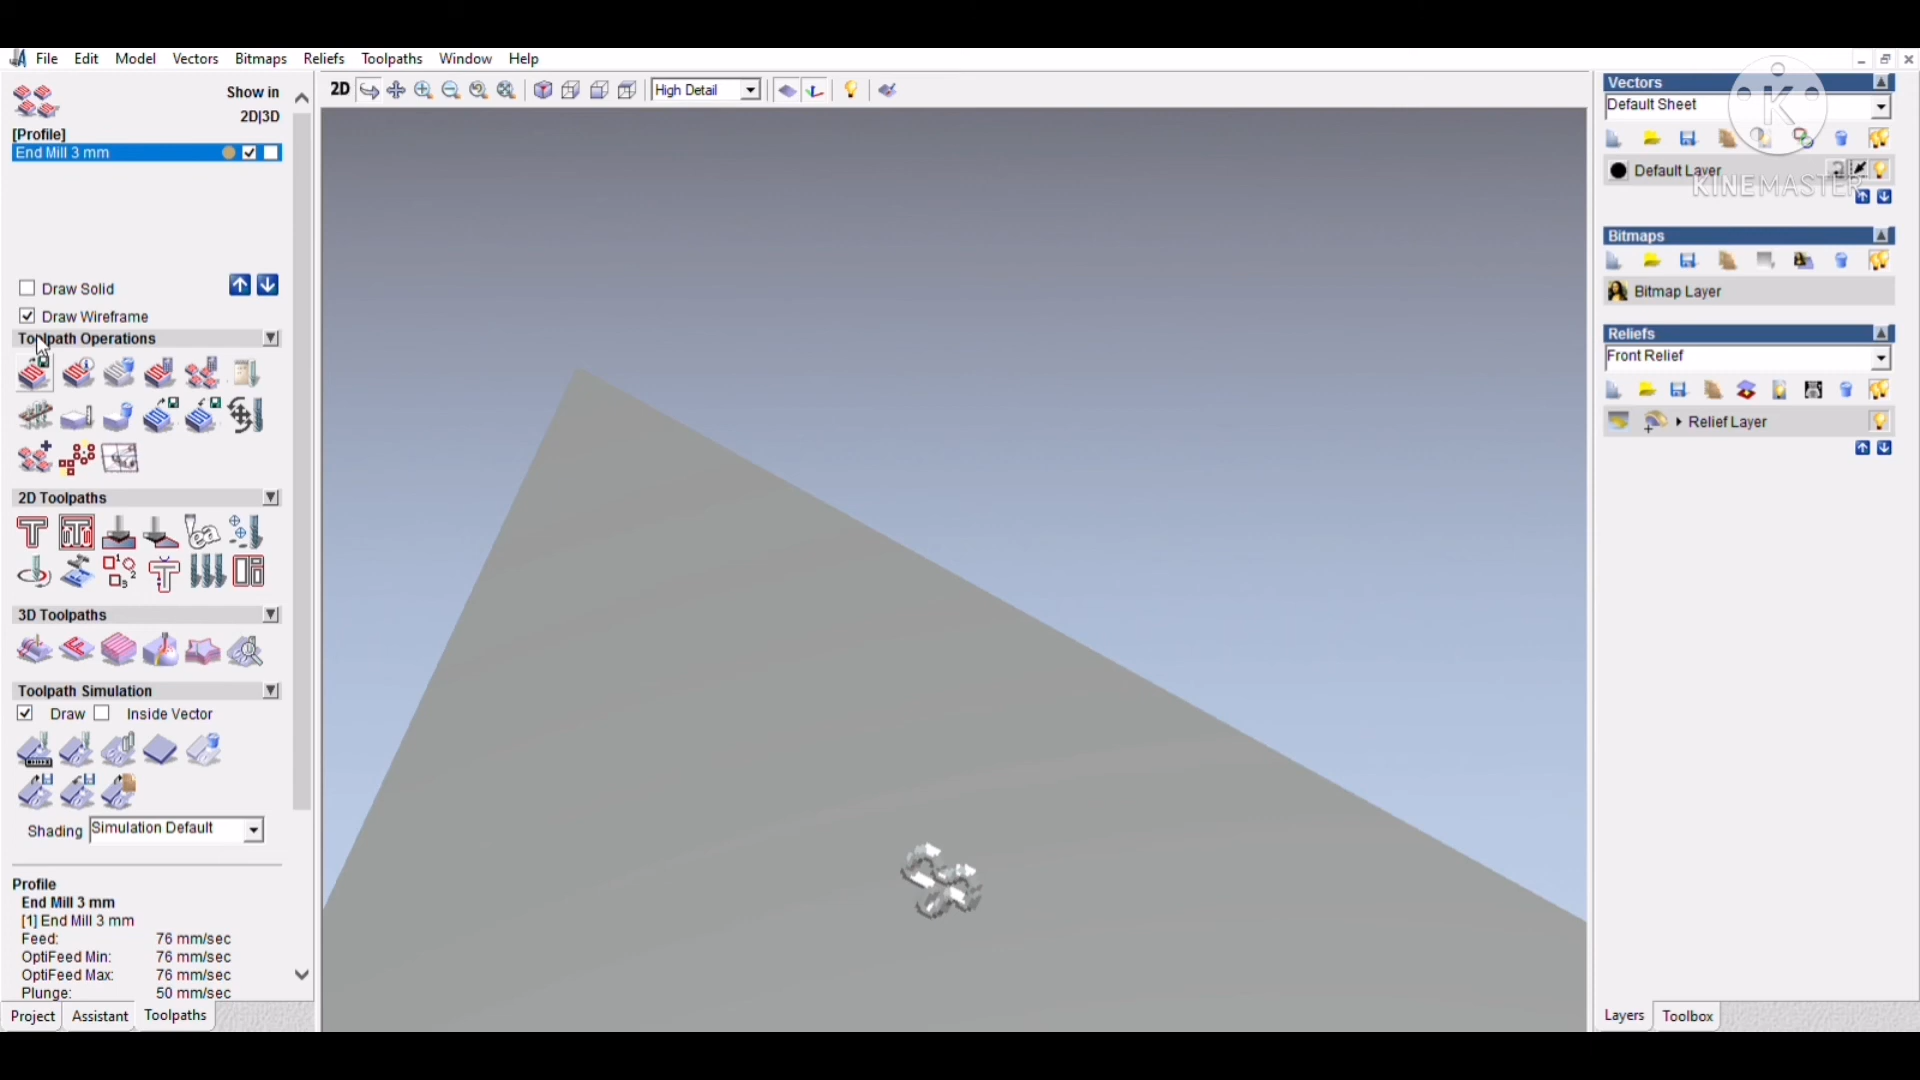 File Edit Model Vectors Bitmaps Reliefs Toolpaths Window Help
Show in
2D|3D
[Profile]
End Mill 3 mm
Draw Solid
Draw Wireframe
Toolpath Operations
2D Toolpaths
3D Toolpaths
Toolpath Simulation
Draw Inside Vector
Shading Simulation Default
Profile
End Mill 3 mm
[1] End Mill 3 mm
Feed: 76 mm/sec
OptiFeed Min: 76 mm/sec
OptiFeed Max: 76 mm/sec
Plunge: 50 mm/sec
Project Assistant Toolpaths
2D High Detail
Vectors
Default Sheet
K
Default Layer
KINEMASTER
Bitmaps
Bitmap Layer
Reliefs
Front Relief
Relief Layer
Layers Toolbox